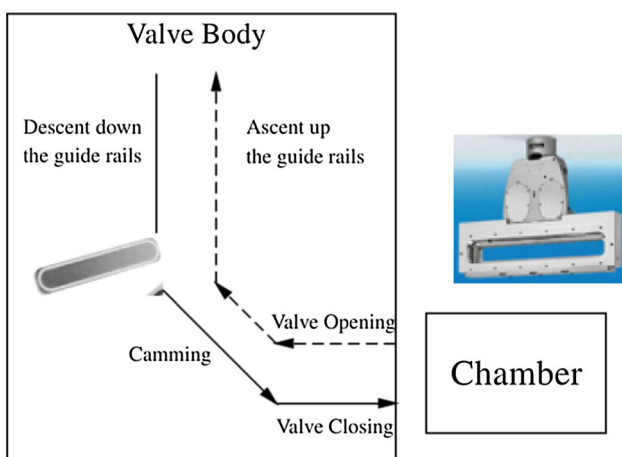 Valve Body
Descent down
the guide rails
Ascent up
the guide rails
Valve Opening
Camming
Chamber
Valve Closing